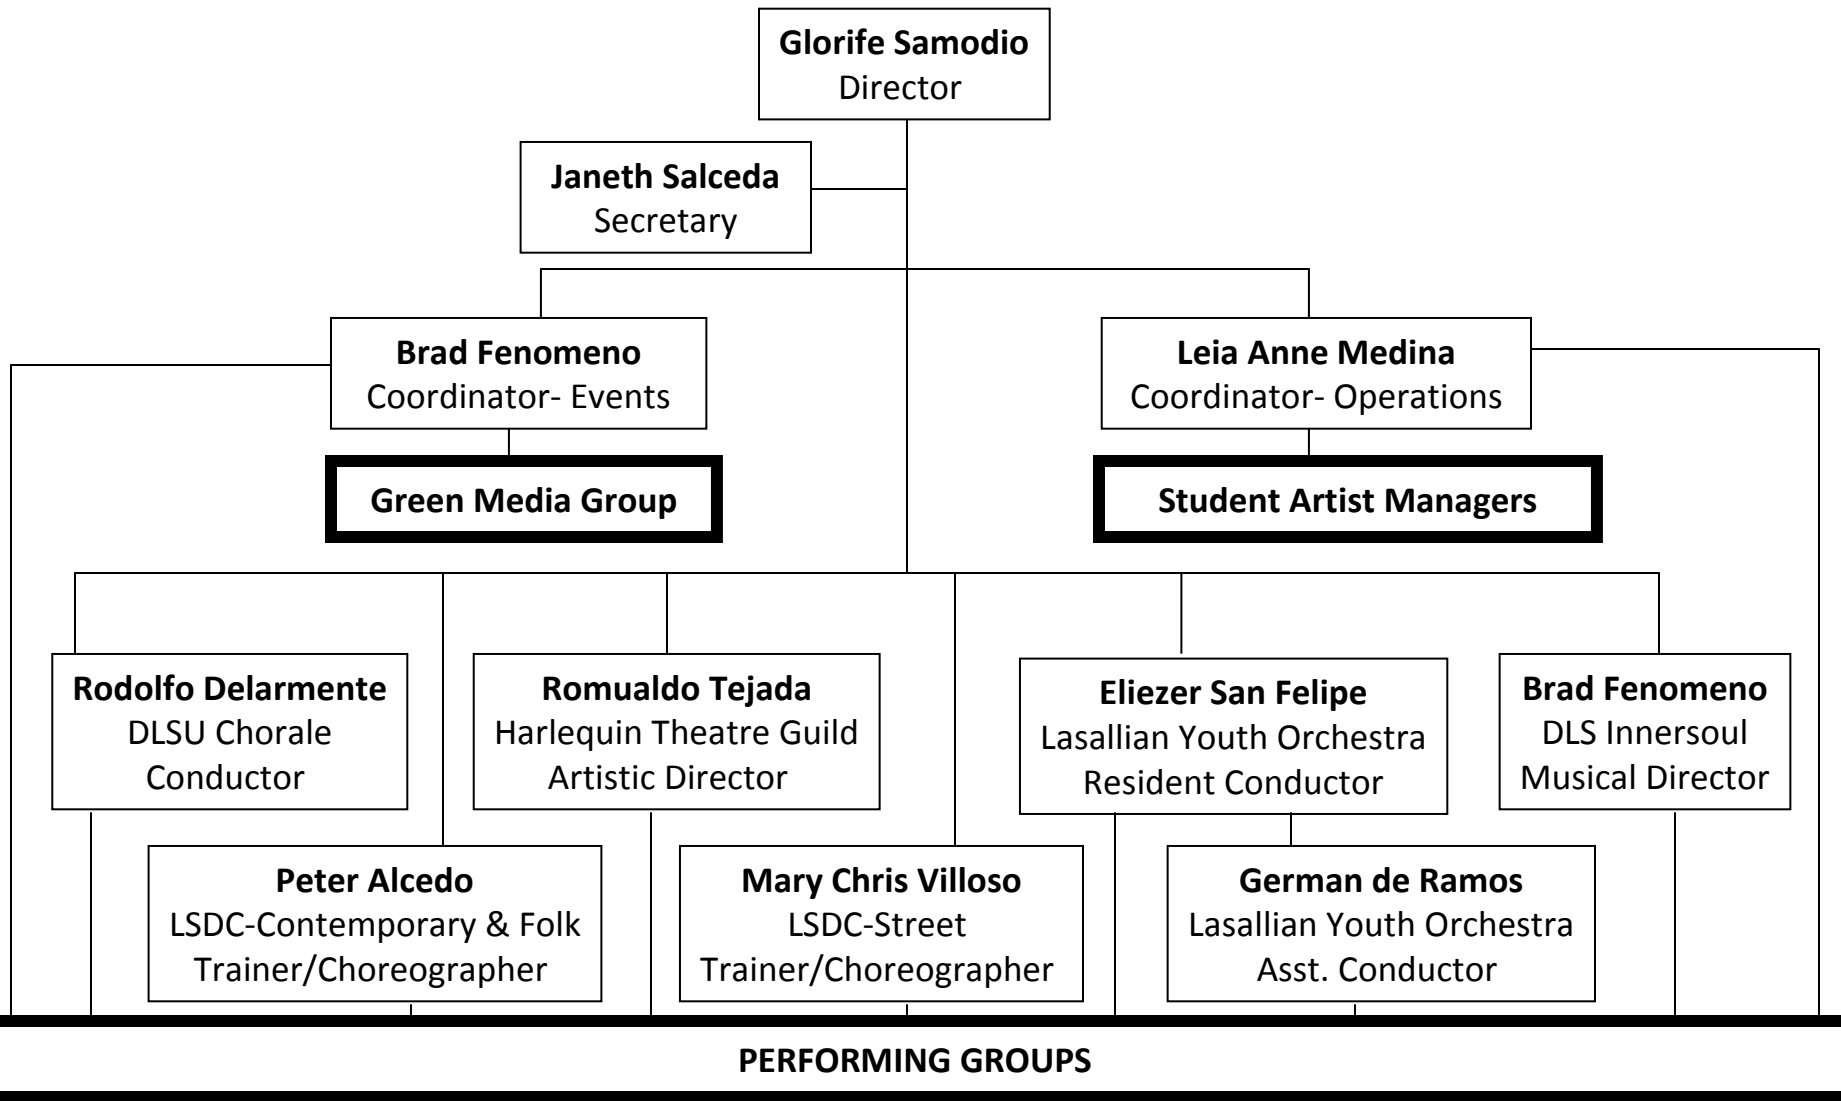 Glorife Samodio
Director
Janeth Salceda
Secretary
Brad Fenomeno
Coordinator- Events
Leia Anne Medina
Coordinator- Operations
Green Media Group
Student Artist Managers
Rodolfo Delarmente
DLSU Chorale
Conductor
Romualdo Tejada
Harlequin Theatre Guild
Artistic Director
Eliezer San Felipe
Lasallian Youth Orchestra
Resident Conductor
Brad Fenomeno
DLS Innersoul
Musical Director
Peter Alcedo
LSDC-Contemporary & Folk
Trainer/Choreographer
Mary Chris Villoso
LSDC-Street
Trainer/Choreographer
German de Ramos
Lasallian Youth Orchestra
Asst. Conductor
PERFORMING GROUPS